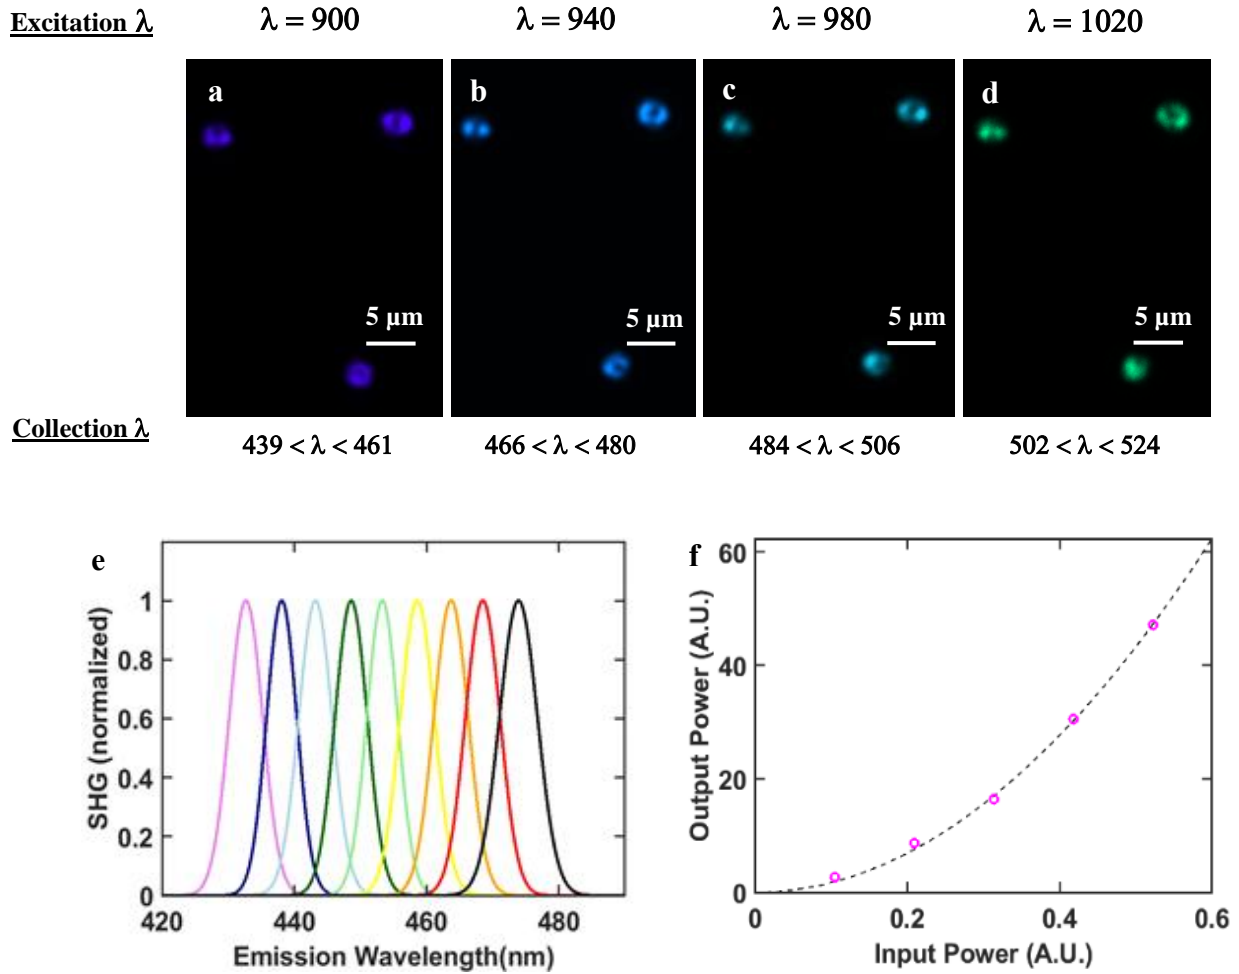 Excitation λ λ = 900 λ = 940 λ = 980 λ = 1020
a b c d
5 μm 5 μm 5 μm 5 μm
Collection λ
439 < λ < 461 466 < λ < 480 484 < λ < 506 502 < λ < 524
e
SHG (normalized)
1
0.8
0.6
0.4
0.2
0
420 440 460 480
Emission Wavelength(nm)
f
Output Power (A.U.)
60
40
20
0
0 0.2 0.4 0.6
Input Power (A.U.)